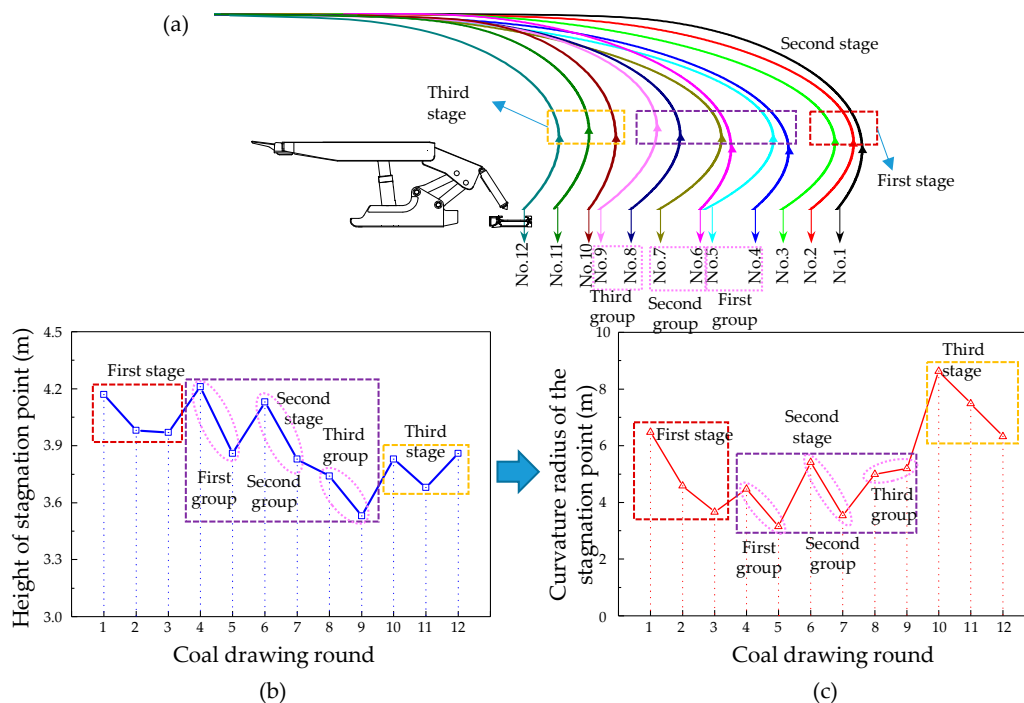 (a)
Second stage
Third
stage
First stage
No.12
No.11
No.10
No.9
No.8
No.7
No.6
No.5
No.4
No.3
No.2
No.1
Third
group
Second
group
First
group
Height of stagnation point (m)
4.5
4.2
3.9
3.6
3.0
First stage
Second
stage
Third
group
Third
stage
First
group
Second
group
1 2 3 4 5 6 7 8 9 10 11 12
Coal drawing round
(b)
Curvature radius of the
stagnation point (m)
10
8
6
4
2
0
First stage
Second
stage
Third
stage
Third
group
First
group
Second
group
1 2 3 4 5 6 7 8 9 10 11 12
Coal drawing round
(c)